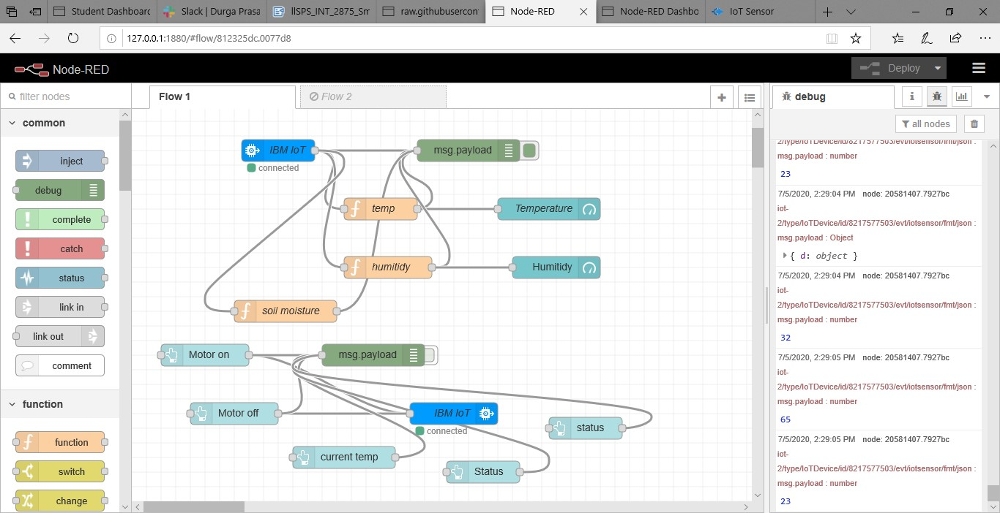 Student Dashboard
Slack | Durga Prasa
llSPS_INT_2875_Sm
raw.githubusercon
Node-RED
Node-RED Dashbo
IoT Sensor
127.0.0.1:1880/#flow/812325dc.0077d8
Node-RED
Deploy
filter nodes
Flow 1
Flow 2
debug
all nodes
common
inject
debug
complete
catch
status
link in
link out
comment
function
function
switch
change
IBM IoT
connected
msg.payload
temp
Temperature
humitidy
Humitidy
soil moisture
Motor on
msg.payload
Motor off
IBM IoT
connected
status
current temp
Status
2/type/IoTDevice/id/8217577503/evt/iotsensor/fmt/json :
msg.payload : number
23
7/5/2020, 2:29:04 PM node: 20581407.7927bc
iot-
2/type/IoTDevice/id/8217577503/evt/iotsensor/fmt/json :
msg.payload : Object
{ d: object }
7/5/2020, 2:29:04 PM node: 20581407.7927bc
iot-
2/type/IoTDevice/id/8217577503/evt/iotsensor/fmt/json :
msg.payload : number
32
7/5/2020, 2:29:05 PM node: 20581407.7927bc
iot-
2/type/IoTDevice/id/8217577503/evt/iotsensor/fmt/json :
msg.payload : number
65
7/5/2020, 2:29:05 PM node: 20581407.7927bc
iot-
2/type/IoTDevice/id/8217577503/evt/iotsensor/fmt/json :
msg.payload : number
23